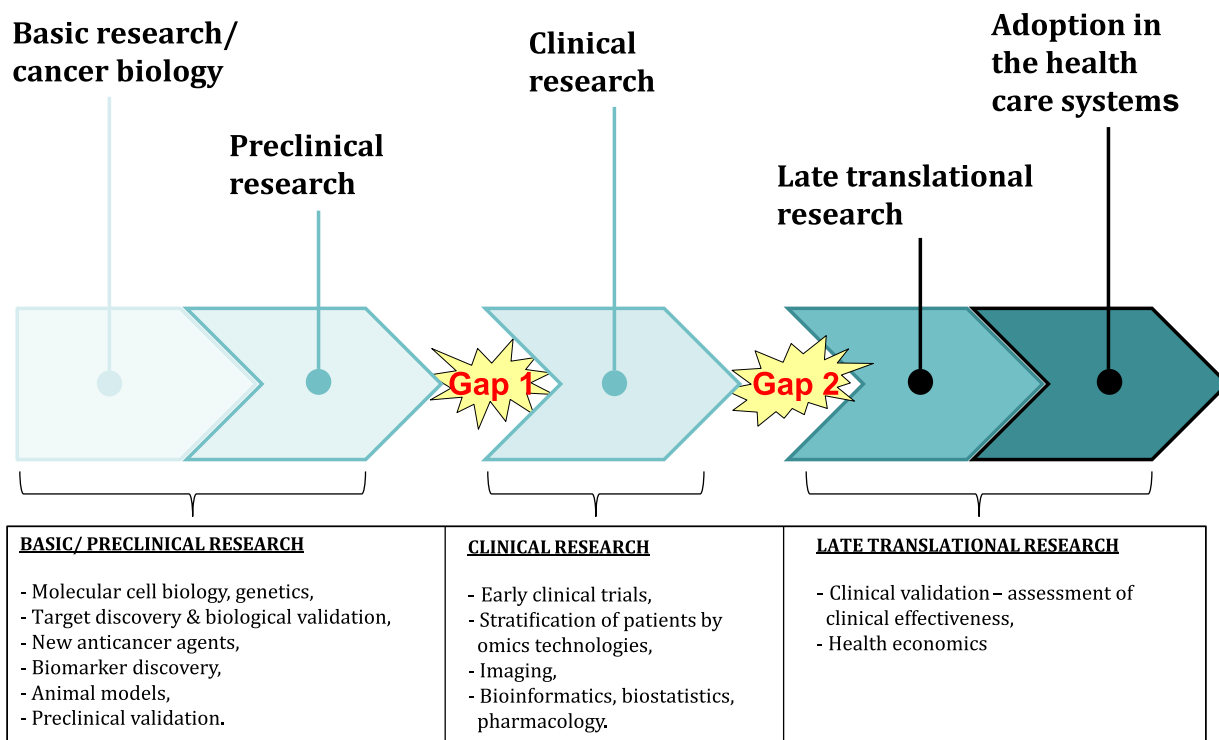 Basic research/
cancer biology
Preclinical
research
Clinical
research
Late translational
research
Adoption in
the health
care systems
Gap 1
Gap 2
BASIC/ PRECLINICAL RESEARCH
- Molecular cell biology, genetics,
- Target discovery & biological validation,
- New anticancer agents,
- Biomarker discovery,
- Animal models,
- Preclinical validation.
CLINICAL RESEARCH
- Early clinical trials,
- Stratification of patients by
omics technologies,
- Imaging,
- Bioinformatics, biostatistics,
pharmacology.
LATE TRANSLATIONAL RESEARCH
- Clinical validation – assessment of
clinical effectiveness,
- Health economics